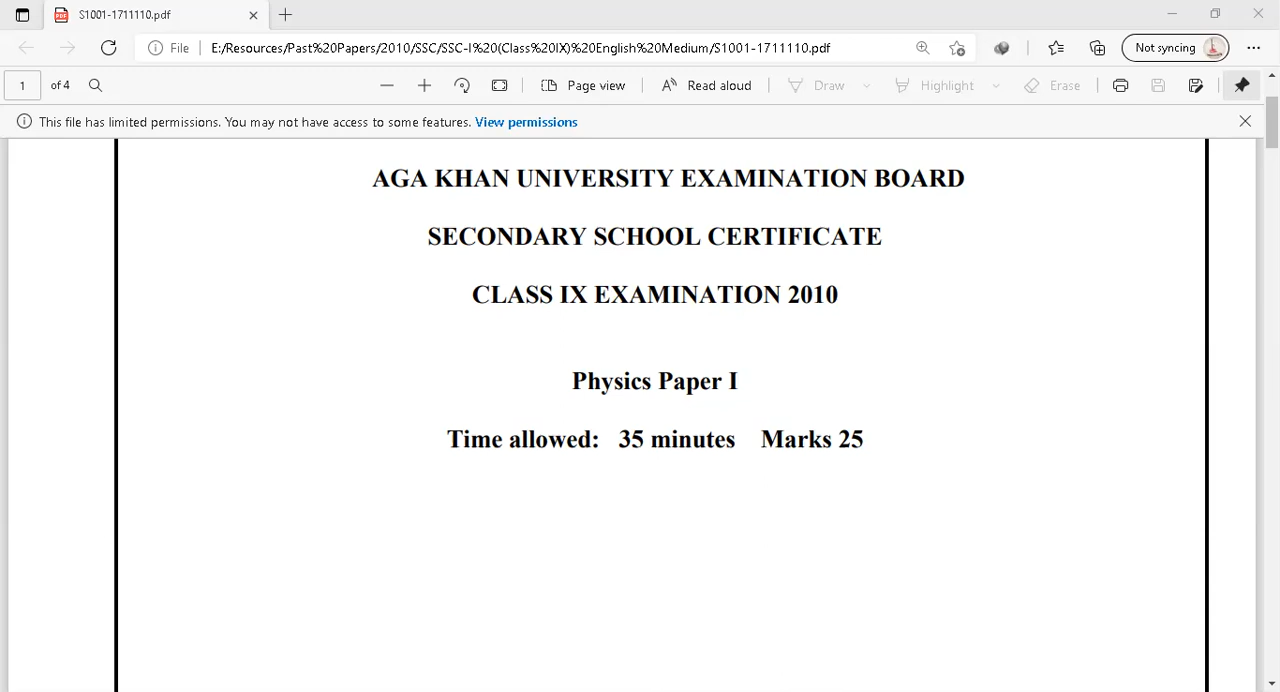 S1001-1711110.pdf
File E:/Resources/Past%20Papers/2010/SSC/SSC-I%20(Class%20IX)%20English%20Medium/S1001-1711110.pdf Not syncing
1 of 4 Page view Read aloud Draw Highlight Erase
This file has limited permissions. You may not have access to some features. View permissions
AGA KHAN UNIVERSITY EXAMINATION BOARD
SECONDARY SCHOOL CERTIFICATE
CLASS IX EXAMINATION 2010
Physics Paper I
Time allowed: 35 minutes Marks 25